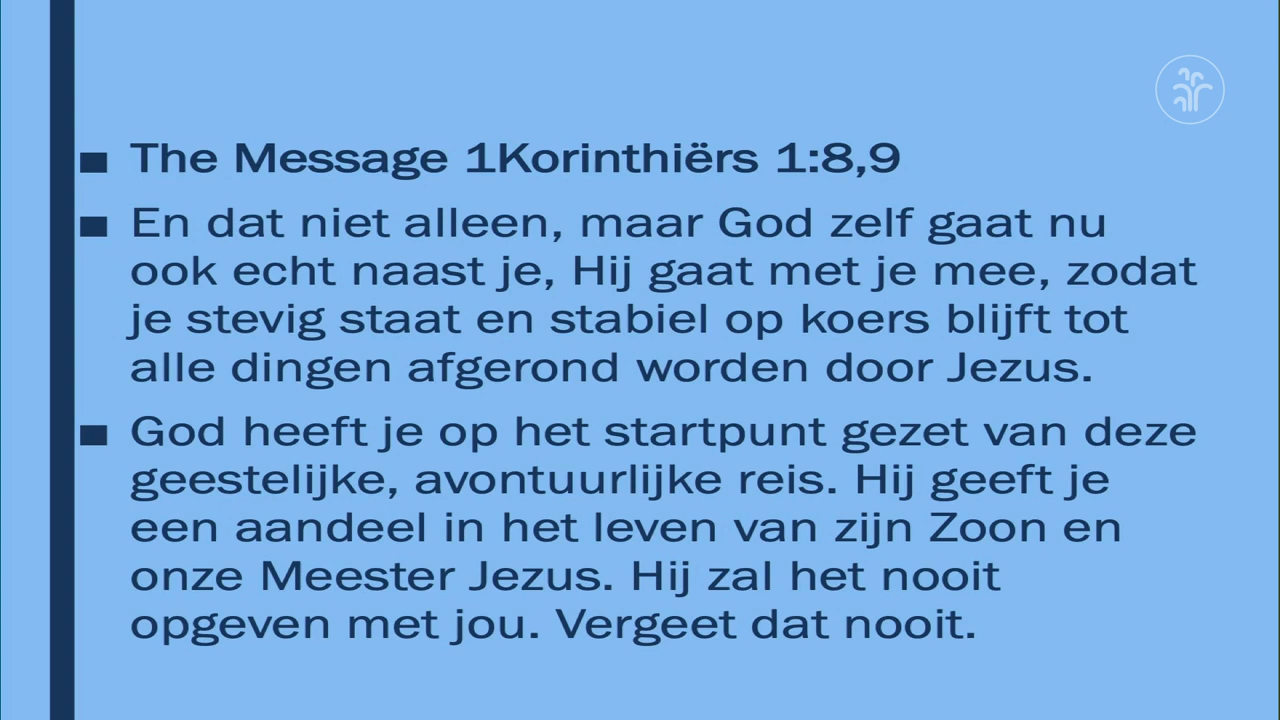 The Message 1Korinthiërs 1:8,9
En dat niet alleen, maar God zelf gaat nu
ook echt naast je, Hij gaat met je mee, zodat
je stevig staat en stabiel op koers blijft tot
alle dingen afgerond worden door Jezus.
God heeft je op het startpunt gezet van deze
geestelijke, avontuurlijke reis. Hij geeft je
een aandeel in het leven van zijn Zoon en
onze Meester Jezus. Hij zal het nooit
opgeven met jou. Vergeet dat nooit.